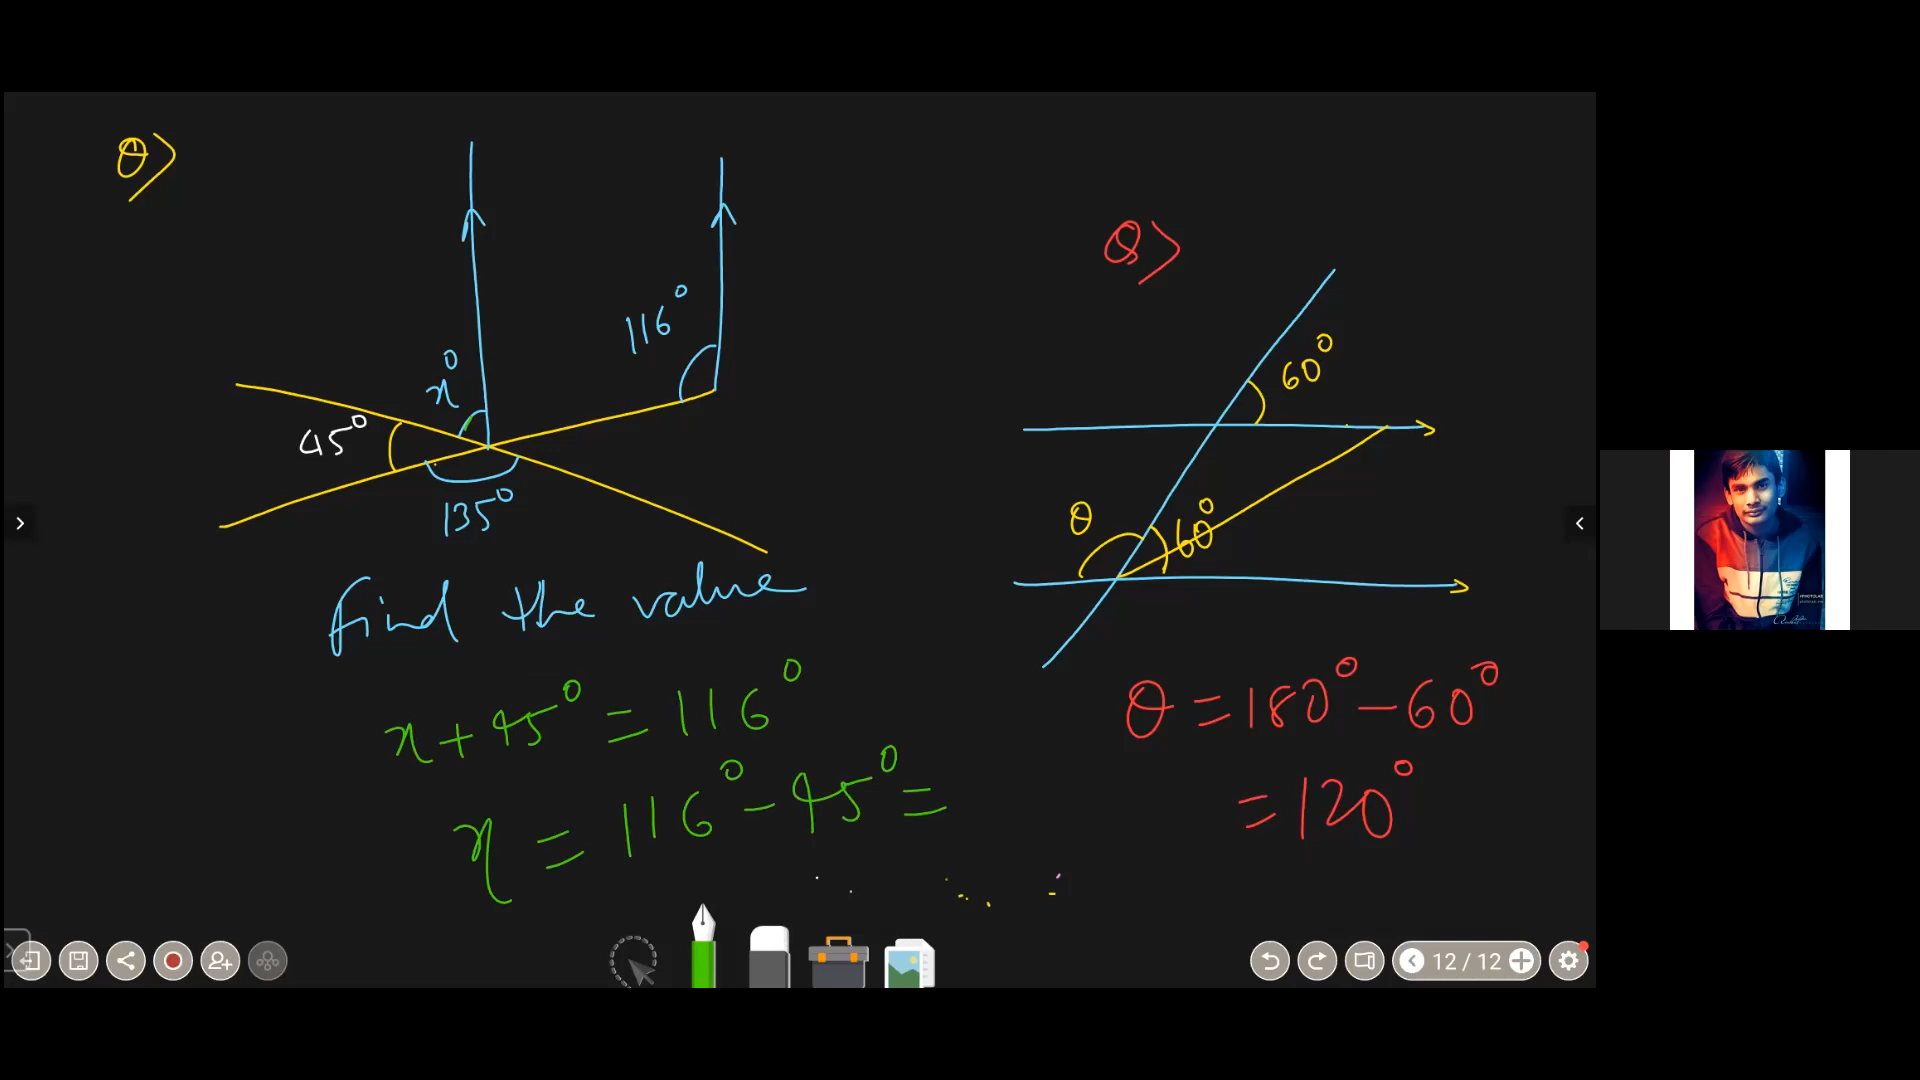 Q>
116°
x°
45°
135°
find the value
x + 45° = 116°
x = 116° - 45° =
Q>
60°
θ
60°
θ = 180° - 60°
= 120°
12 / 12